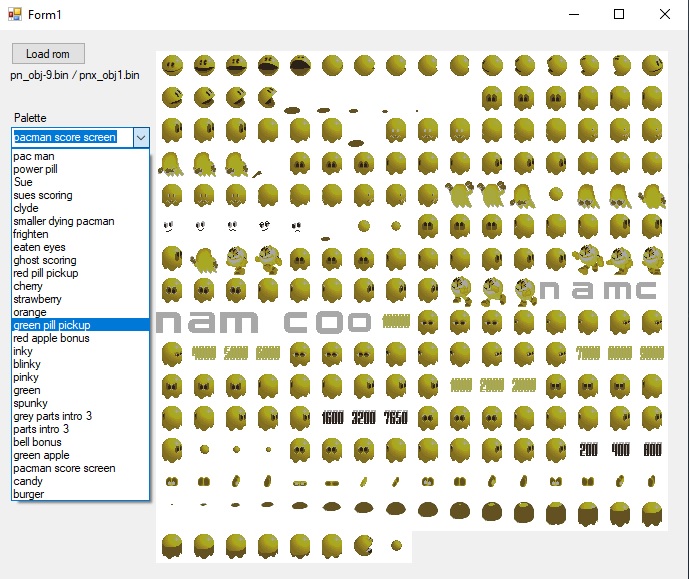 Form1
Load rom
pn_obj-9.bin / pnx_obj1.bin
Palette
pacman score screen
pac man
power pill
Sue
sues scoring
clyde
smaller dying pacman
frighten
eaten eyes
ghost scoring
red pill pickup
cherry
strawberry
orange
green pill pickup
red apple bonus
inky
blinky
pinky
green
spunky
grey parts intro 3
parts intro 3
bell bonus
green apple
pacman score screen
candy
burger
n a m c
nam coo
1000 2000 3000
1600 3200 7650
200 400 800